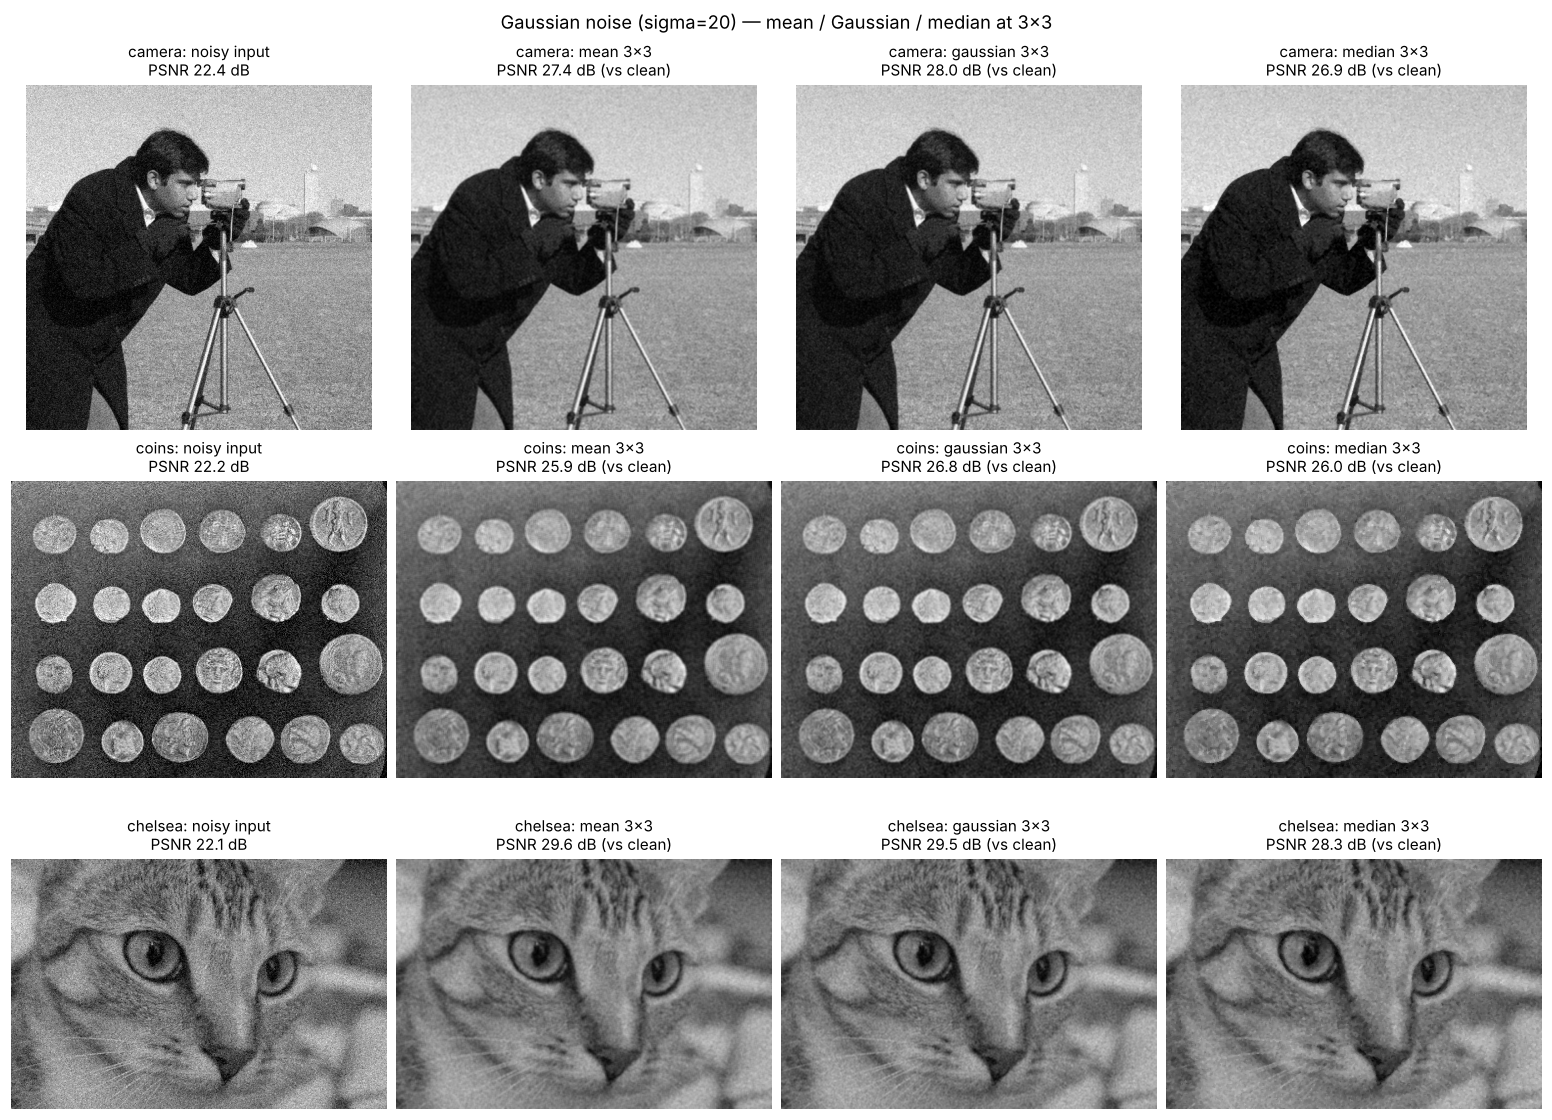 Gaussian noise (sigma=20) — mean / Gaussian / median at 3×3
camera: noisy input
PSNR 22.4 dB
camera: mean 3×3
PSNR 27.4 dB (vs clean)
camera: gaussian 3×3
PSNR 28.0 dB (vs clean)
camera: median 3×3
PSNR 26.9 dB (vs clean)
coins: noisy input
PSNR 22.2 dB
coins: mean 3×3
PSNR 25.9 dB (vs clean)
coins: gaussian 3×3
PSNR 26.8 dB (vs clean)
coins: median 3×3
PSNR 26.0 dB (vs clean)
chelsea: noisy input
PSNR 22.1 dB
chelsea: mean 3×3
PSNR 29.6 dB (vs clean)
chelsea: gaussian 3×3
PSNR 29.5 dB (vs clean)
chelsea: median 3×3
PSNR 28.3 dB (vs clean)